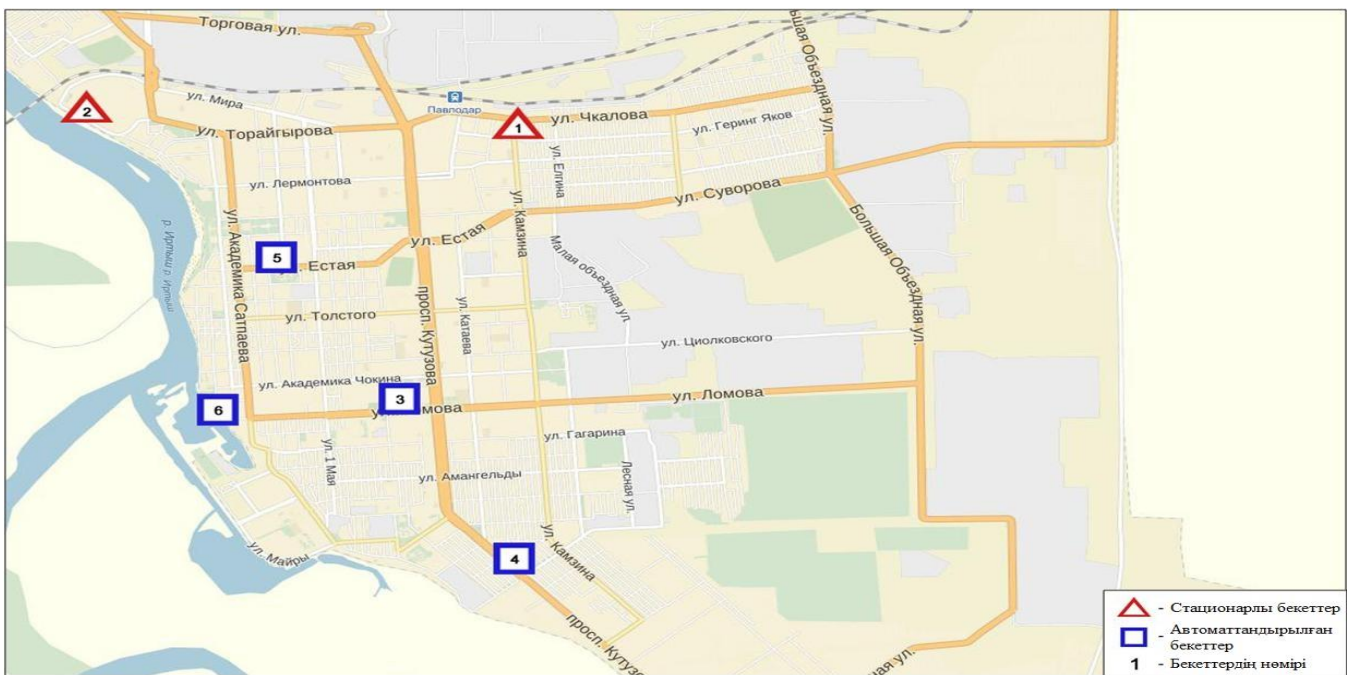 Торговая ул.
Большая Объездная ул.
2
ул. Мира
Павлодар
1
ул. Чкалова
ул. Торайгырова
ул. Геринг Яков
ул. Елгина
ул. Лермонтова
ул. Суворова
ул. Камзина
ул. Академика Сатпаева
р. Иртыш р. Иртыш
ул. Естая
5
Естая
Малая объездная ул.
Большая Объездная ул.
просп. Кутузова
ул. Катаева
ул. Толстого
ул. Циолковского
ул. Академика Чокина
3
6
ул. Ломова
ул. Гагарина
ул. 1 Мая
ул. Амангельды
Лесная ул.
ул. Камзина
ул. Майры
4
просп. Кутузо
ул.
- Стационарлы бекеттер
- Автоматтандырылған
бекеттер
1 - Бекеттердің нөмірі